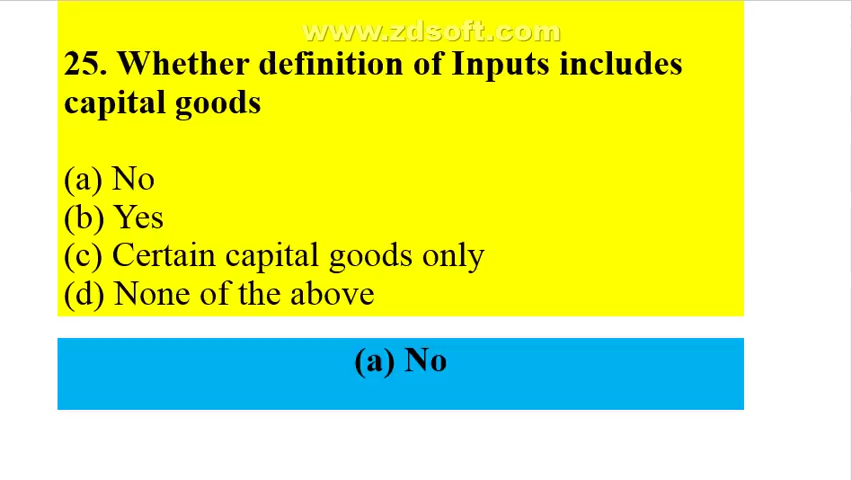 www.zdsoft.com
25. Whether definition of Inputs includes
capital goods
(a) No
(b) Yes
(c) Certain capital goods only
(d) None of the above
(a) No